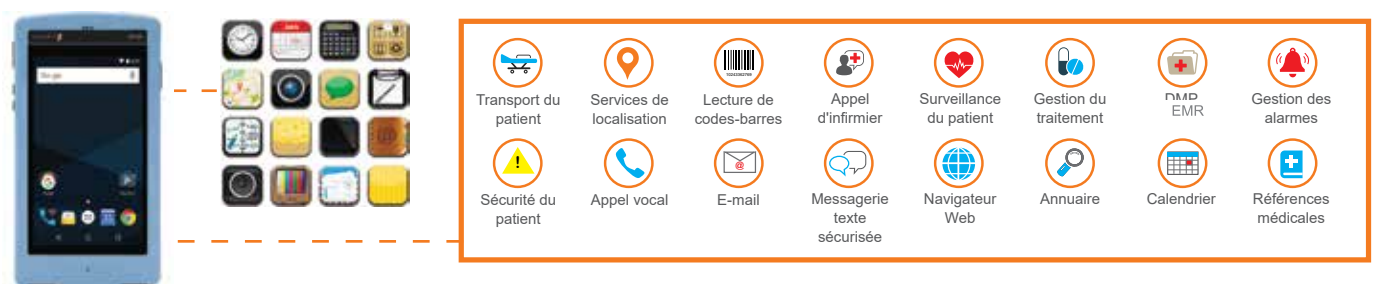 Transport du
patient
Services de
localisation
Lecture de
codes-barres
Appel
d'infirmier
Surveillance
du patient
Gestion du
traitement
EMR
Gestion des
alarmes
Sécurité du
patient
Appel vocal
@
E-mail
Messagerie
texte
sécurisée
Navigateur
Web
Annuaire
Calendrier
Références
médicales